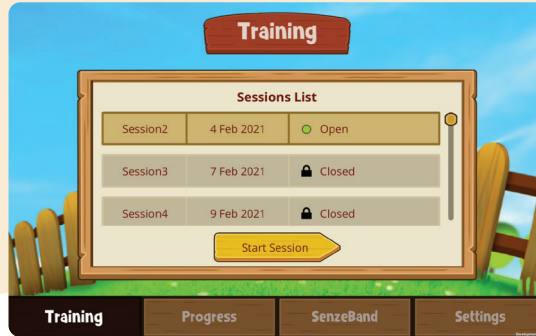 Training
Sessions List
Session2 4 Feb 2021 Open
Session3 7 Feb 2021 Closed
Session4 9 Feb 2021 Closed
Start Session
Training Progress SenzeBand Settings